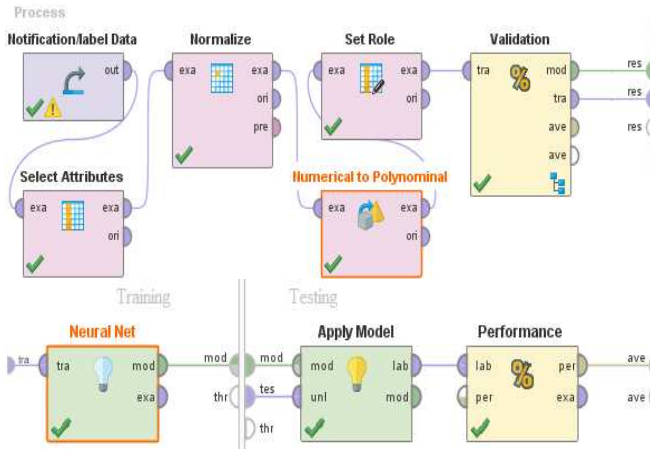 Process
Notification/label Data
Normalize
Set Role
Validation
out
exa exa
ori
pre
exa exa
ori
tra mod
tra
ave
ave
res
res
res
Select Attributes
Numerical to Polynominal
exa exa
ori
exa exa
ori
Training
Testing
Neural Net
Apply Model
Performance
tra
tra mod
exa
mod
thr
mod
tes
thr
mod lab
unl mod
lab per
per exa
ave
ave